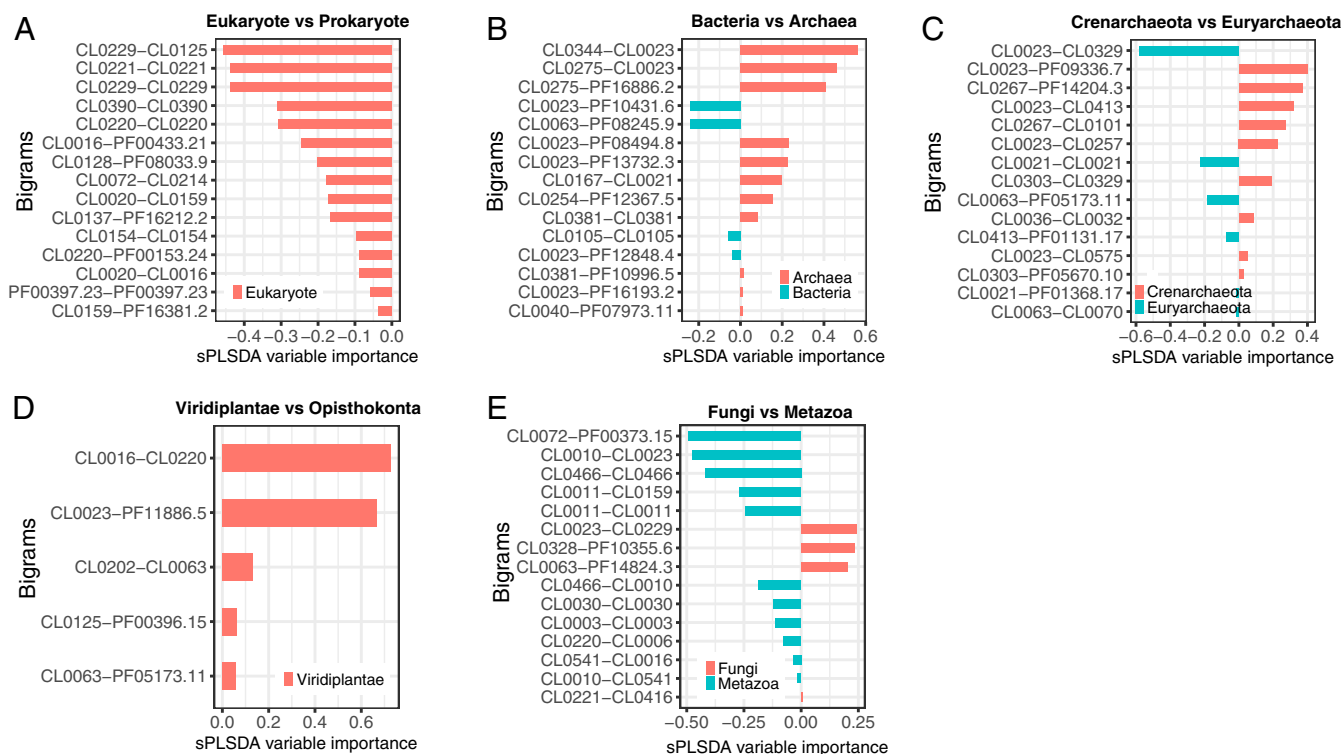 A
Eukaryote vs Prokaryote
Bigrams
CL0229−CL0125
CL0221−CL0221
CL0229−CL0229
CL0390−CL0390
CL0220−CL0220
CL0016−PF00433.21
CL0128−PF08033.9
CL0072−CL0214
CL0020−CL0159
CL0137−PF16212.2
CL0154−CL0154
CL0220−PF00153.24
CL0020−CL0016
PF00397.23−PF00397.23
CL0159−PF16381.2
Eukaryote
−0.4 −0.3 −0.2 −0.1 0.0
sPLSDA variable importance
B
Bacteria vs Archaea
Bigrams
CL0344−CL0023
CL0275−CL0023
CL0275−PF16886.2
CL0023−PF10431.6
CL0063−PF08245.9
CL0023−PF08494.8
CL0023−PF13732.3
CL0167−CL0021
CL0254−PF12367.5
CL0381−CL0381
CL0105−CL0105
CL0023−PF12848.4
CL0381−PF10996.5
CL0023−PF16193.2
CL0040−PF07973.11
Archaea
Bacteria
−0.2 0.0 0.2 0.4 0.6
sPLSDA variable importance
C
Crenarchaeota vs Euryarchaeota
Bigrams
CL0023−CL0329
CL0023−PF09336.7
CL0267−PF14204.3
CL0023−CL0413
CL0267−CL0101
CL0023−CL0257
CL0021−CL0021
CL0303−CL0329
CL0063−PF05173.11
CL0036−CL0032
CL0413−PF01131.17
CL0023−CL0575
CL0303−PF05670.10
CL0021−PF01368.17
CL0063−CL0070
Crenarchaeota
Euryarchaeota
−0.6 −0.4 −0.2 0.0 0.2 0.4
sPLSDA variable importance
D
Viridiplantae vs Opisthokonta
Bigrams
CL0016−CL0220
CL0023−PF11886.5
CL0202−CL0063
CL0125−PF00396.15
CL0063−PF05173.11
Viridiplantae
0.0 0.2 0.4 0.6
sPLSDA variable importance
E
Fungi vs Metazoa
Bigrams
CL0072−PF00373.15
CL0010−CL0023
CL0466−CL0466
CL0011−CL0159
CL0011−CL0011
CL0023−CL0229
CL0328−PF10355.6
CL0063−PF14824.3
CL0466−CL0010
CL0030−CL0030
CL0003−CL0003
CL0220−CL0006
CL0541−CL0016
CL0010−CL0541
CL0221−CL0416
Fungi
Metazoa
−0.50 −0.25 0.00 0.25
sPLSDA variable importance